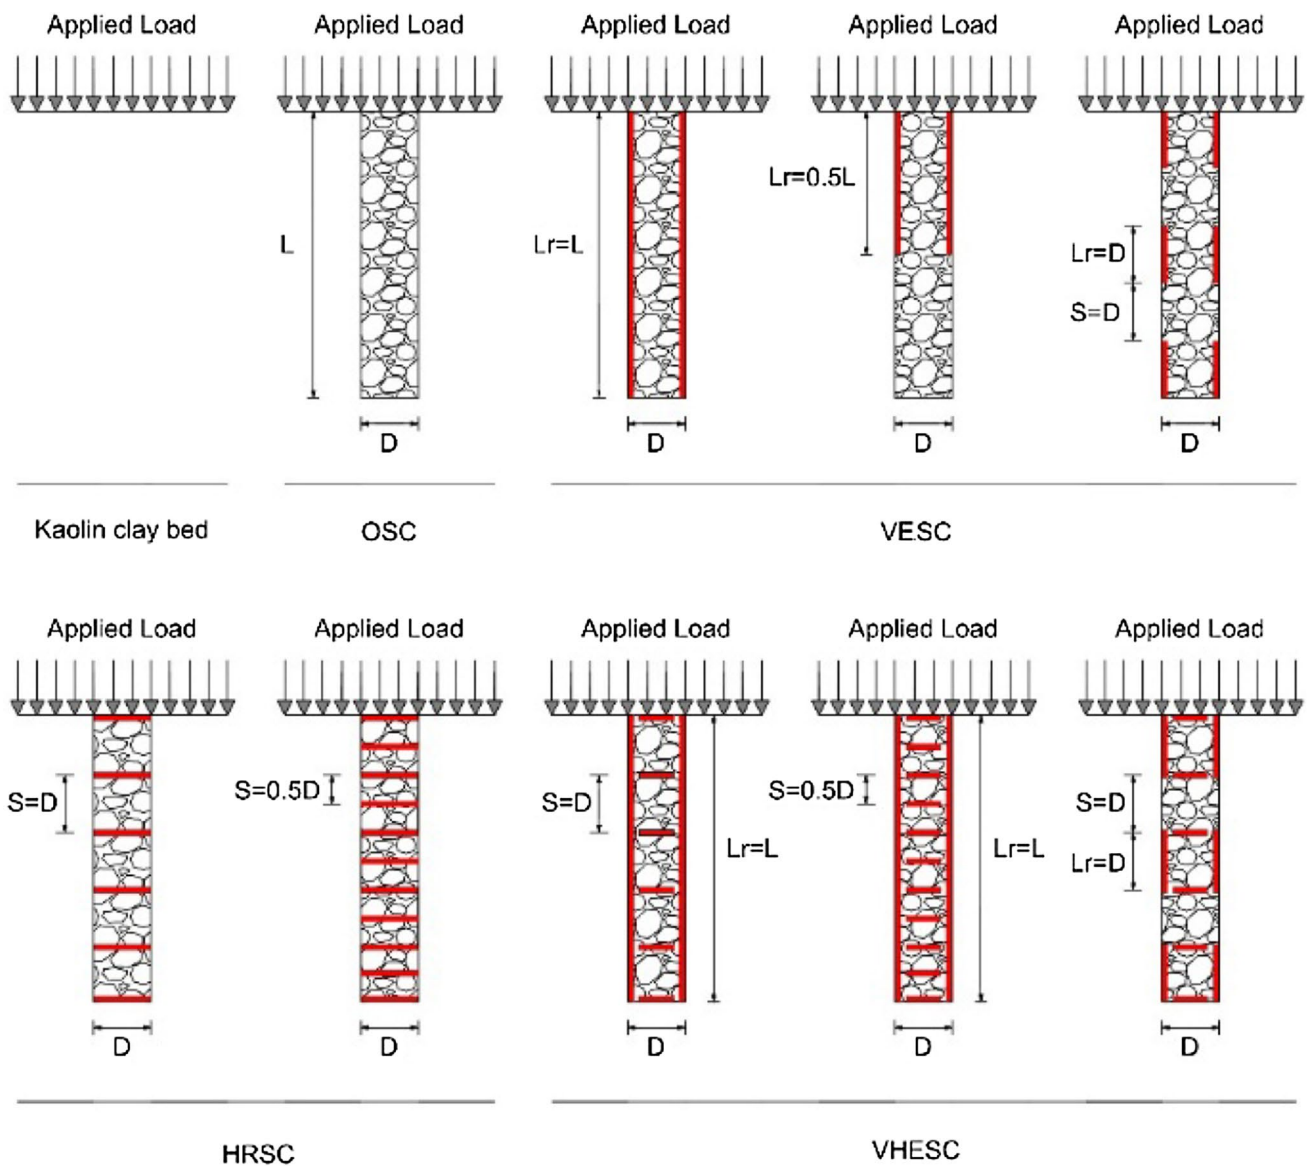 Applied Load Applied Load Applied Load Applied Load Applied Load
Lr=0.5L
L
Lr=L
Lr=D
S=D
D D D D
Kaolin clay bed OSC VESC
Applied Load Applied Load Applied Load Applied Load Applied Load
S=D S=0.5D S=D S=0.5D S=D
Lr=L Lr=L Lr=D
D D D D D
HRSC VHESC